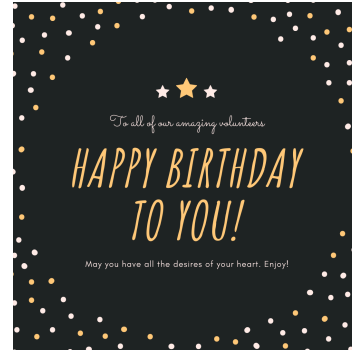 To all of our amazing volunteers
HAPPY BIRTHDAY
TO YOU!
May you have all the desires of your heart. Enjoy!